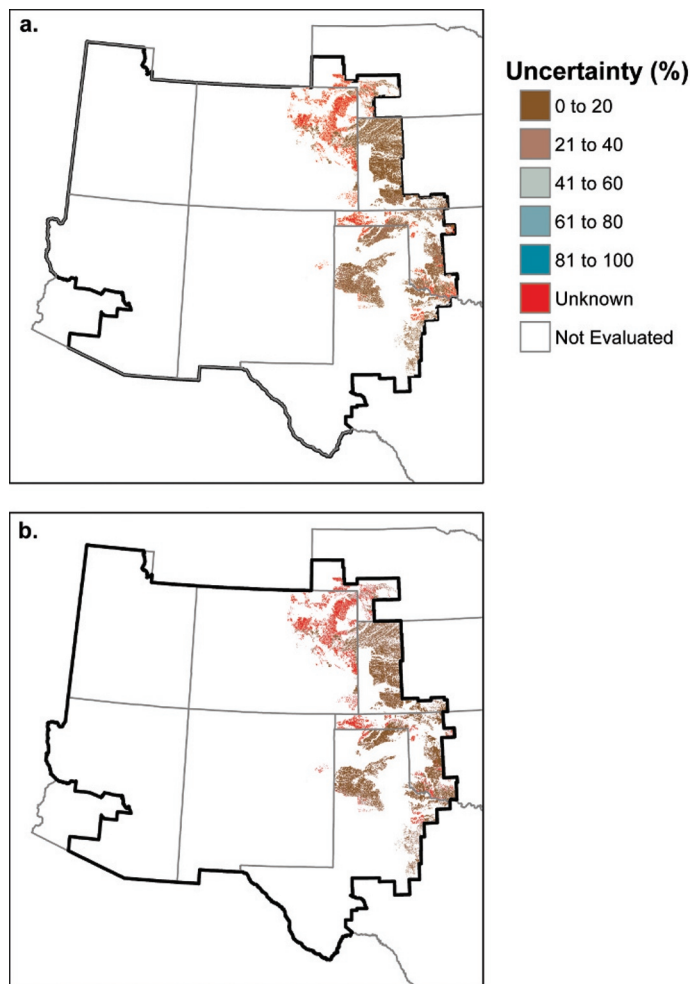 a.
Uncertainty (%)
0 to 20
21 to 40
41 to 60
61 to 80
81 to 100
Unknown
Not Evaluated
b.